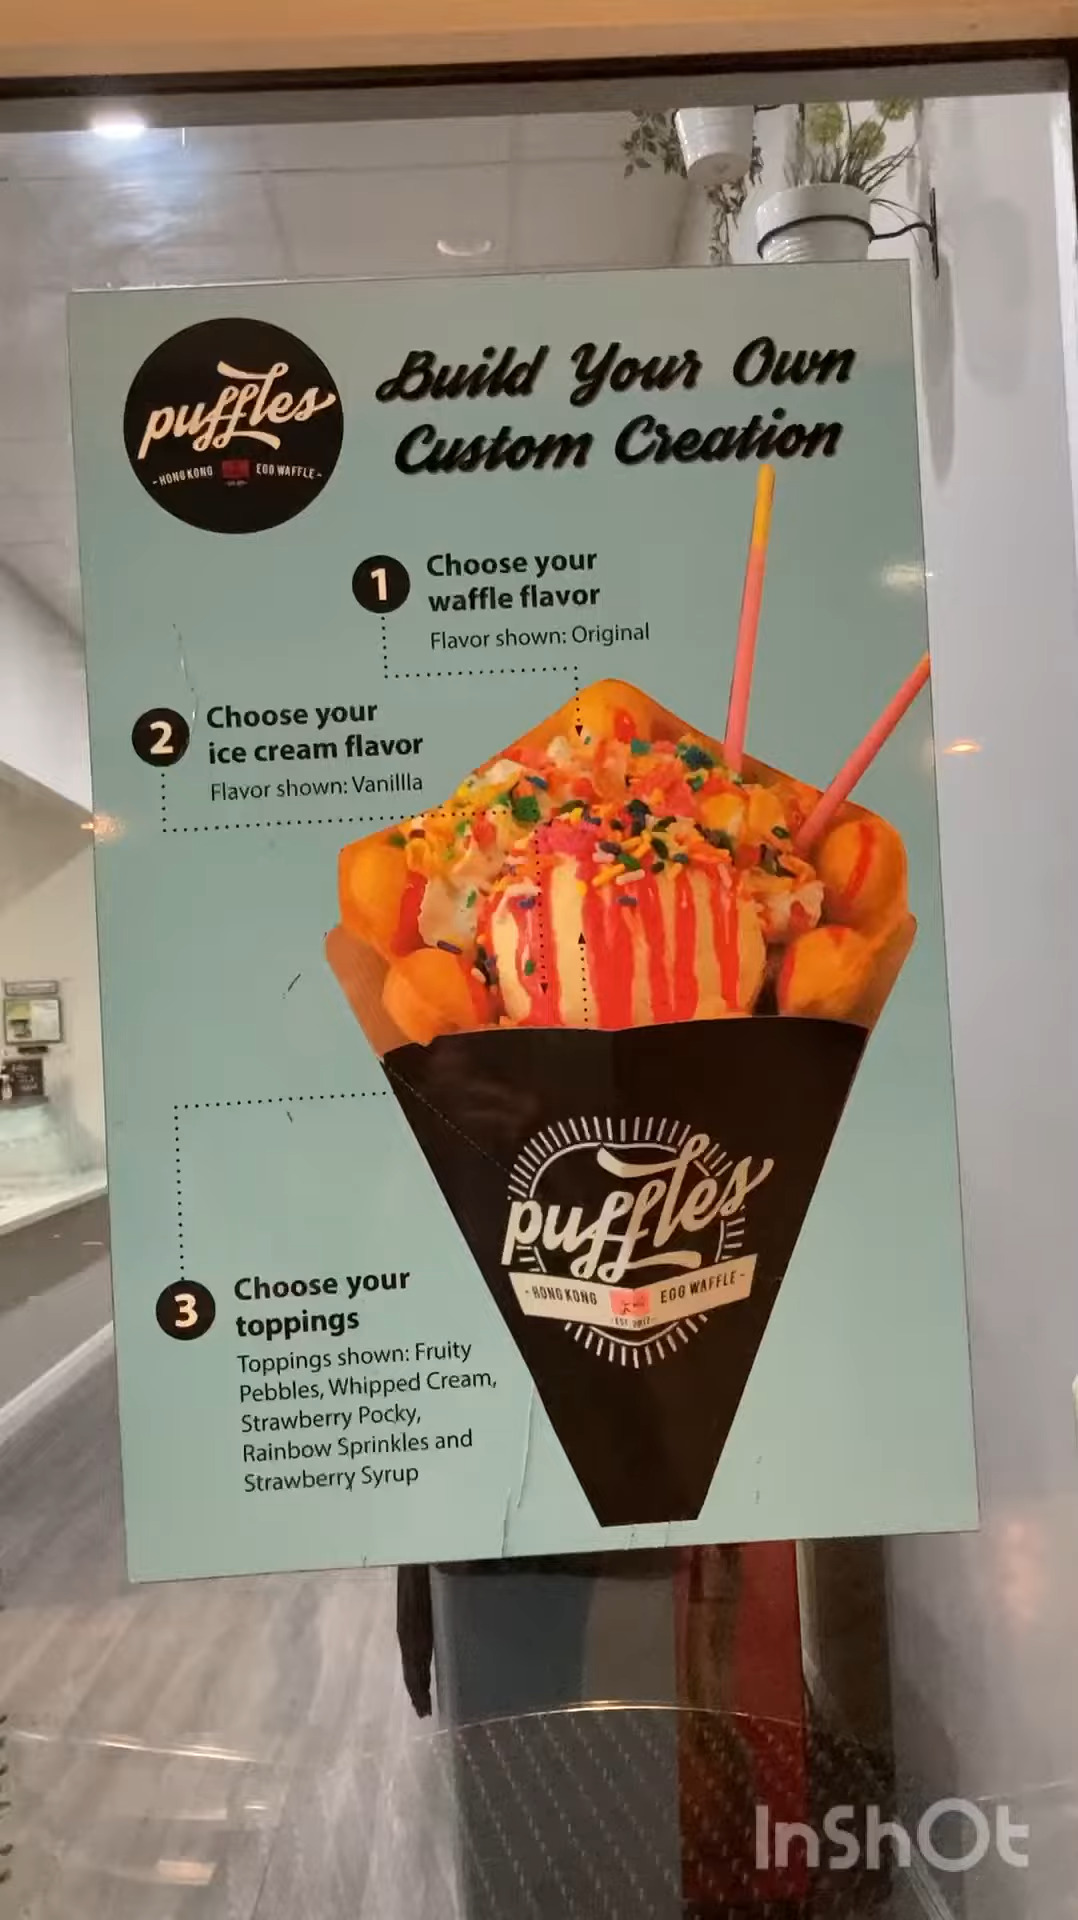 puffles
- HONG KONG EGG WAFFLE -
Build Your Own
Custom Creation
1
Choose your
waffle flavor
Flavor shown: Original
2
Choose your
ice cream flavor
Flavor shown: Vanillla
3
Choose your
toppings
Toppings shown: Fruity
Pebbles, Whipped Cream,
Strawberry Pocky,
Rainbow Sprinkles and
Strawberry Syrup
puffles
- HONG KONG EGG WAFFLE -
EST. 2017
InShOt